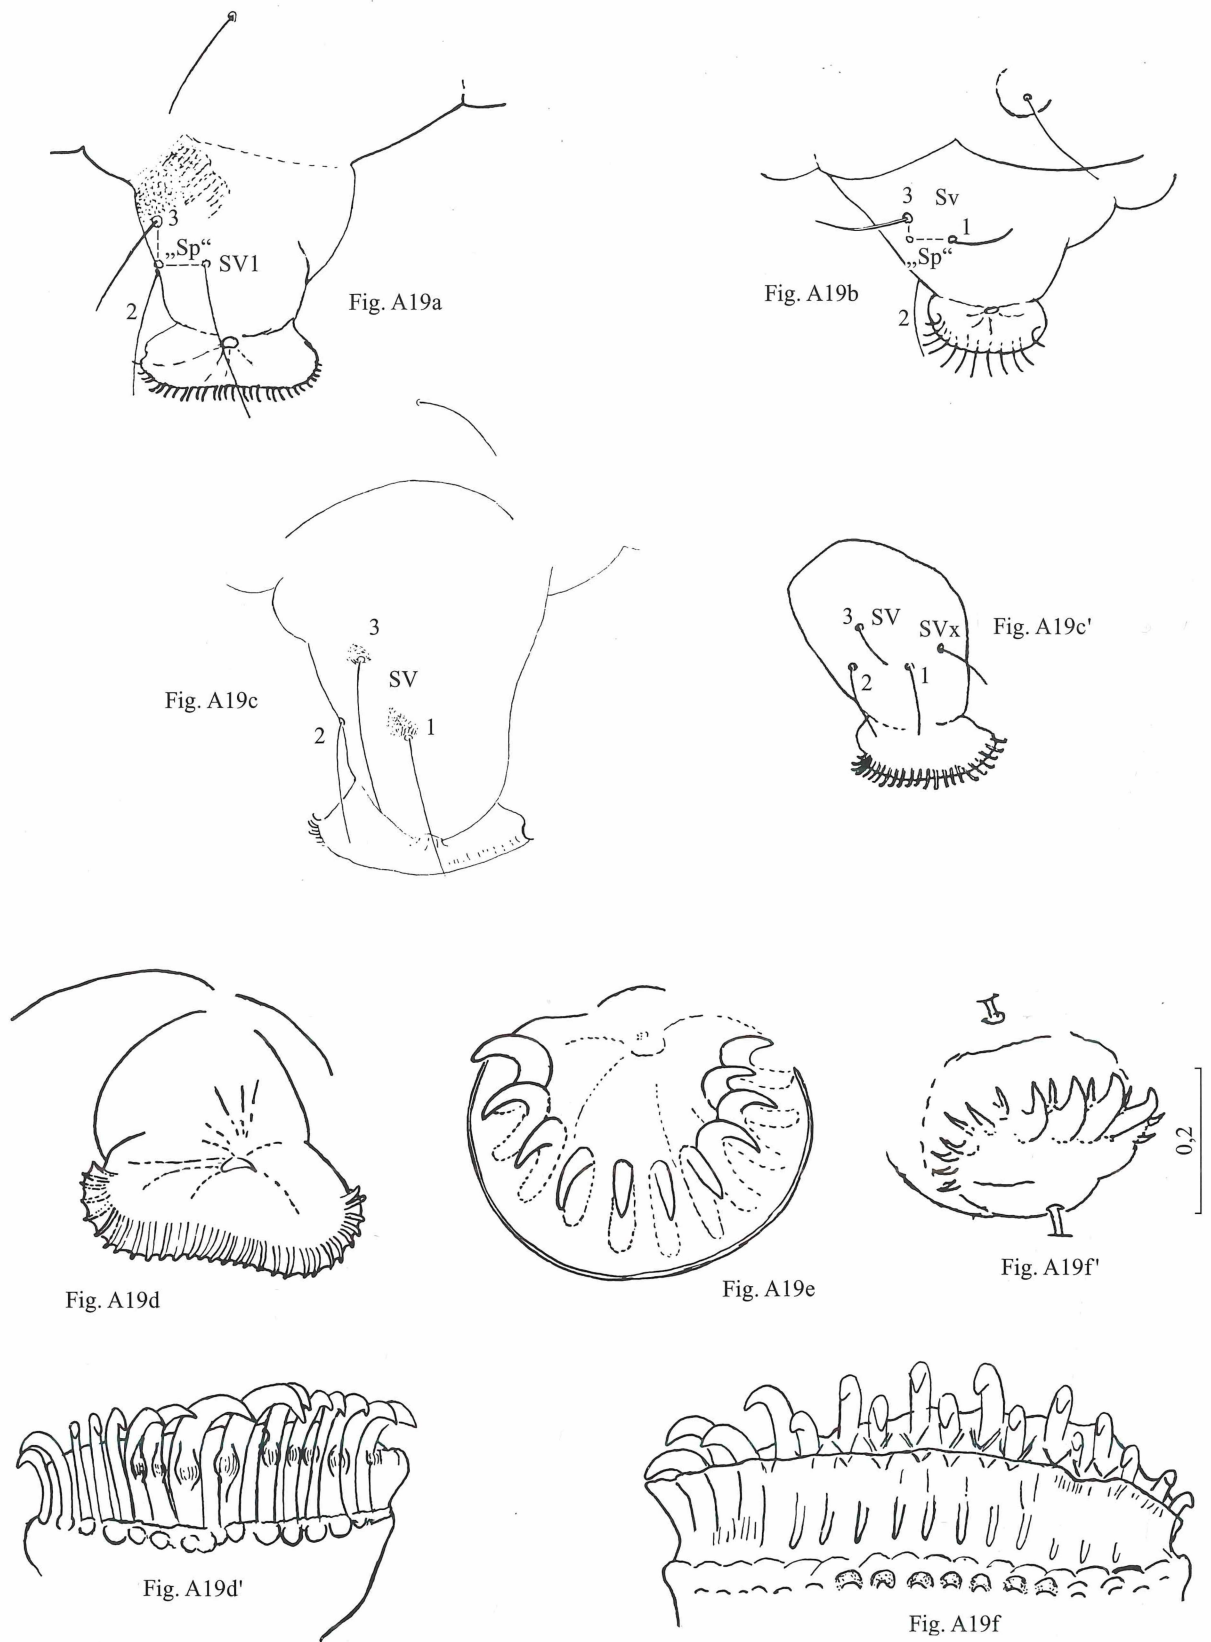 3
„Sp“ SV1
2
Fig. A19a
3 Sv
1
„Sp“
Fig. A19b
2
3
SV
Fig. A19c
2
1
3 SV
SVx
Fig. A19c'
2
1
Fig. A19d
Fig. A19e
0,2
Fig. A19f'
Fig. A19d'
Fig. A19f